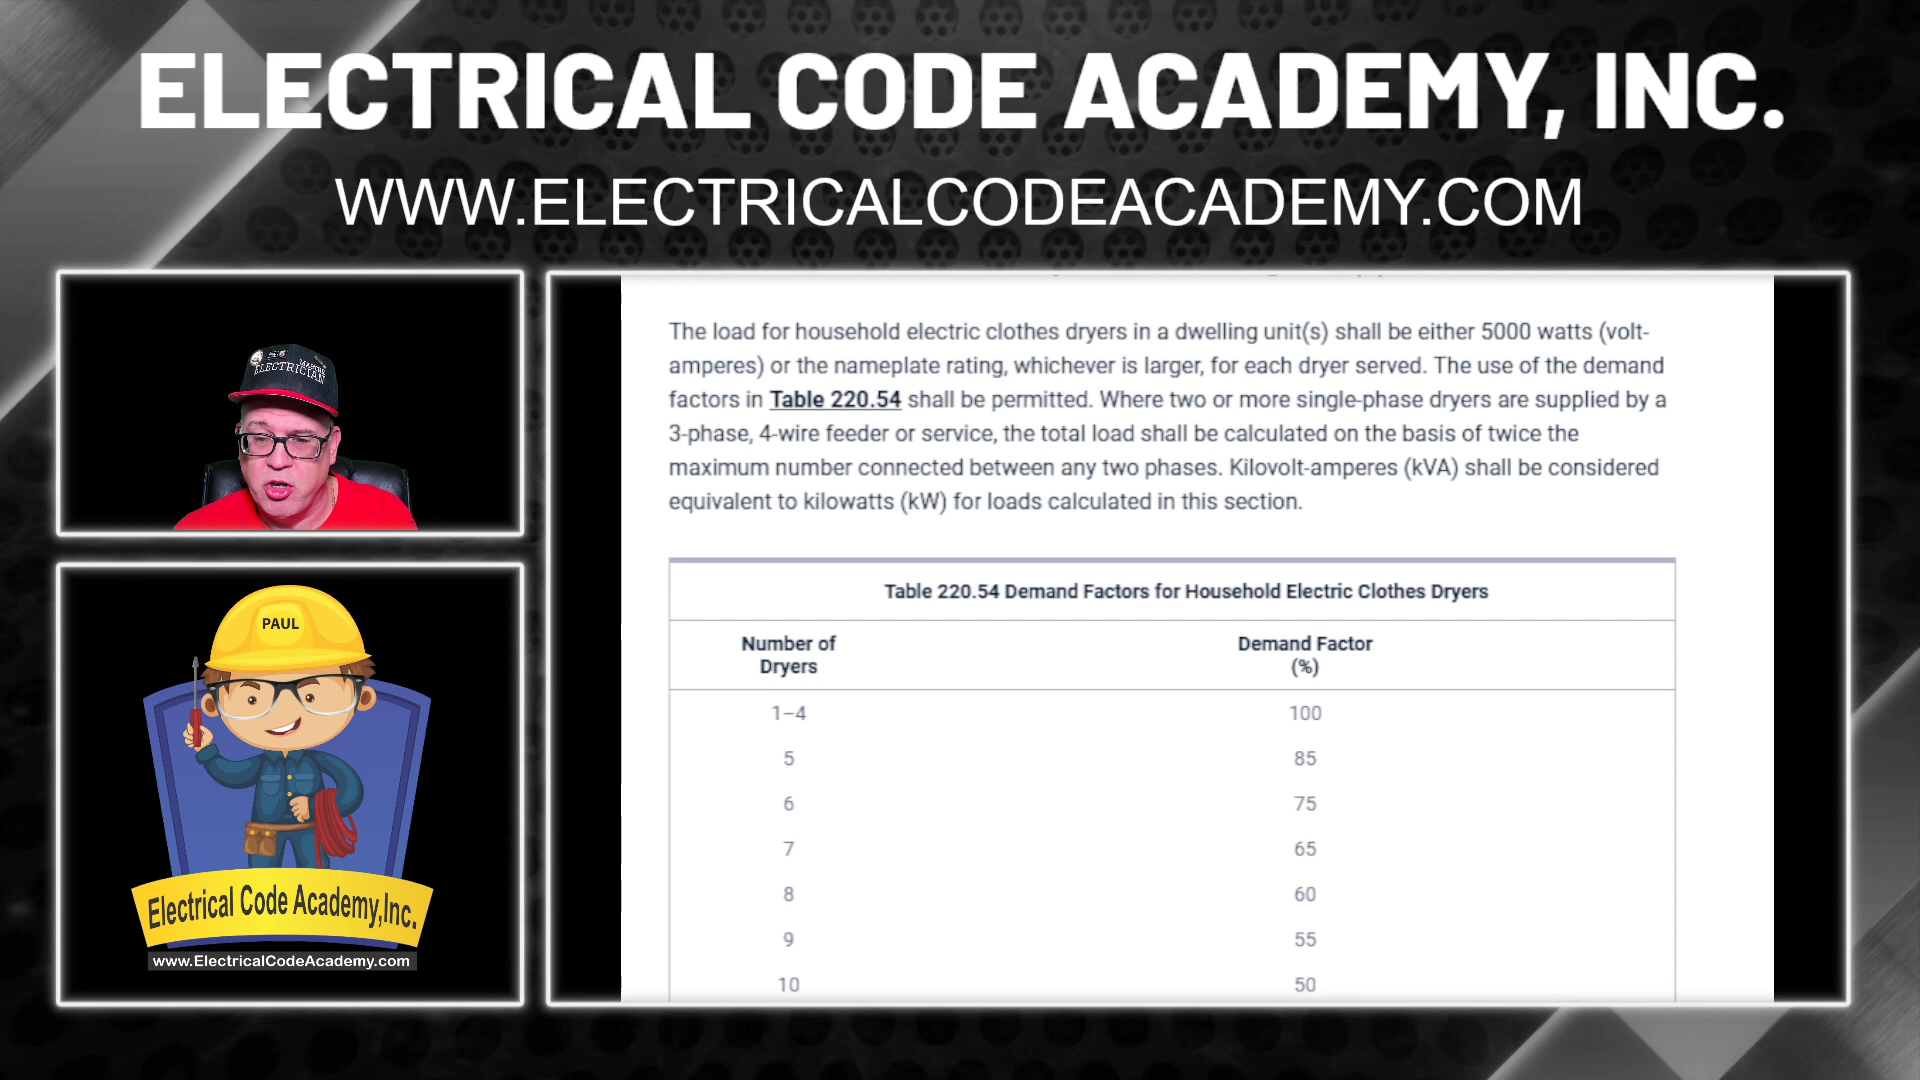 ELECTRICAL CODE ACADEMY, INC.
WWW.ELECTRICALCODEACADEMY.COM
MASTER
ELECTRICIAN
The load for household electric clothes dryers in a dwelling unit(s) shall be either 5000 watts (volt-
amperes) or the nameplate rating, whichever is larger, for each dryer served. The use of the demand
factors in Table 220.54 shall be permitted. Where two or more single-phase dryers are supplied by a
3-phase, 4-wire feeder or service, the total load shall be calculated on the basis of twice the
maximum number connected between any two phases. Kilovolt-amperes (kVA) shall be considered
equivalent to kilowatts (kW) for loads calculated in this section.
Table 220.54 Demand Factors for Household Electric Clothes Dryers
Number of Demand Factor
Dryers (%)
1–4 100
5 85
6 75
7 65
8 60
9 55
10 50
PAUL
Electrical Code Academy,Inc.
www.ElectricalCodeAcademy.com